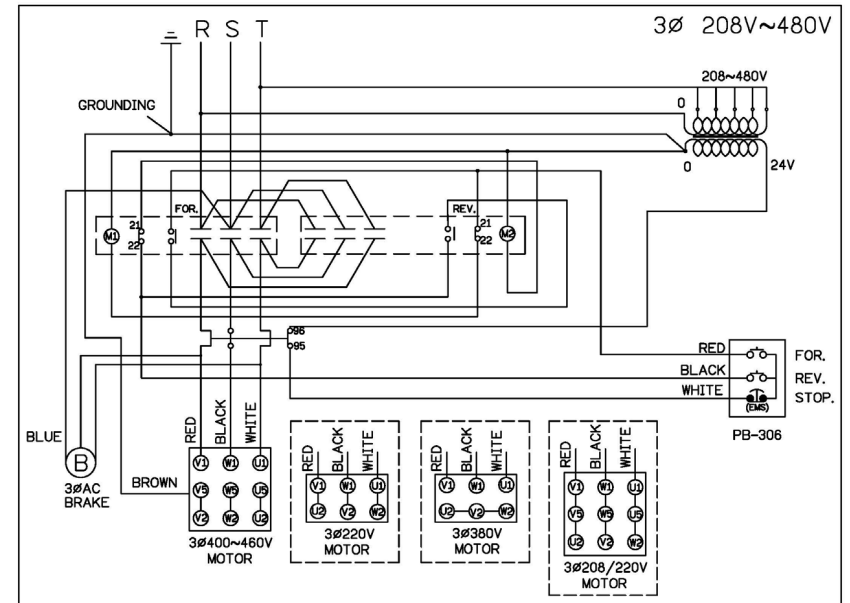 R S T
3Ø 208V~480V
208~480V
0
GROUNDING
0
24V
FOR.
REV.
21
21
M1
22
22
M2
96
95
RED
FOR.
BLACK
REV.
WHITE
STOP.
(EMS)
PB-306
BLUE
RED
BLACK
WHITE
B
3ØAC
BRAKE
BROWN
V1 W1 U1
V5 W5 U5
V2 W2 U2
3Ø400~460V
MOTOR
RED
BLACK
WHITE
V1 W1 U1
U2 V2 W2
3Ø220V
MOTOR
RED
BLACK
WHITE
V1 W1 U1
U2 V2 W2
3Ø380V
MOTOR
RED
BLACK
WHITE
V1 W1 U1
V5 W5 U5
U2 V2 W2
3Ø208/220V
MOTOR